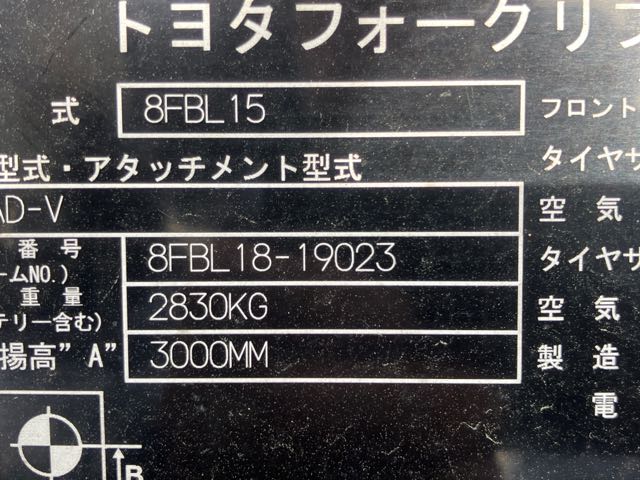 トヨタフォークリフ
式 8FBL15 フロント
型式・アタッチメント型式 タイヤサ
AD-V 空気
番号 8FBL18-19023 タイヤサ
ームNO.)
重量 2830KG 空気
テリー含む)
揚高"A" 3000MM 製造
電
B